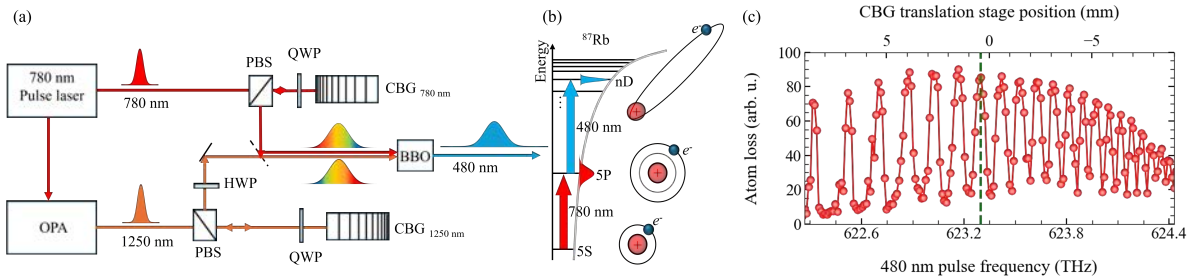 (a)
780 nm
Pulse laser
780 nm
PBS
QWP
CBG 780 nm
HWP
BBO
480 nm
OPA
1250 nm
PBS
QWP
CBG 1250 nm
(b)
Energy
87Rb
e-
nD
480 nm
5P
e-
780 nm
5S
e-
+
+
+
(c)
CBG translation stage position (mm)
5 0 −5
Atom loss (arb. u.)
100
80
60
40
20
0
622.6 623.2 623.8 624.4
480 nm pulse frequency (THz)